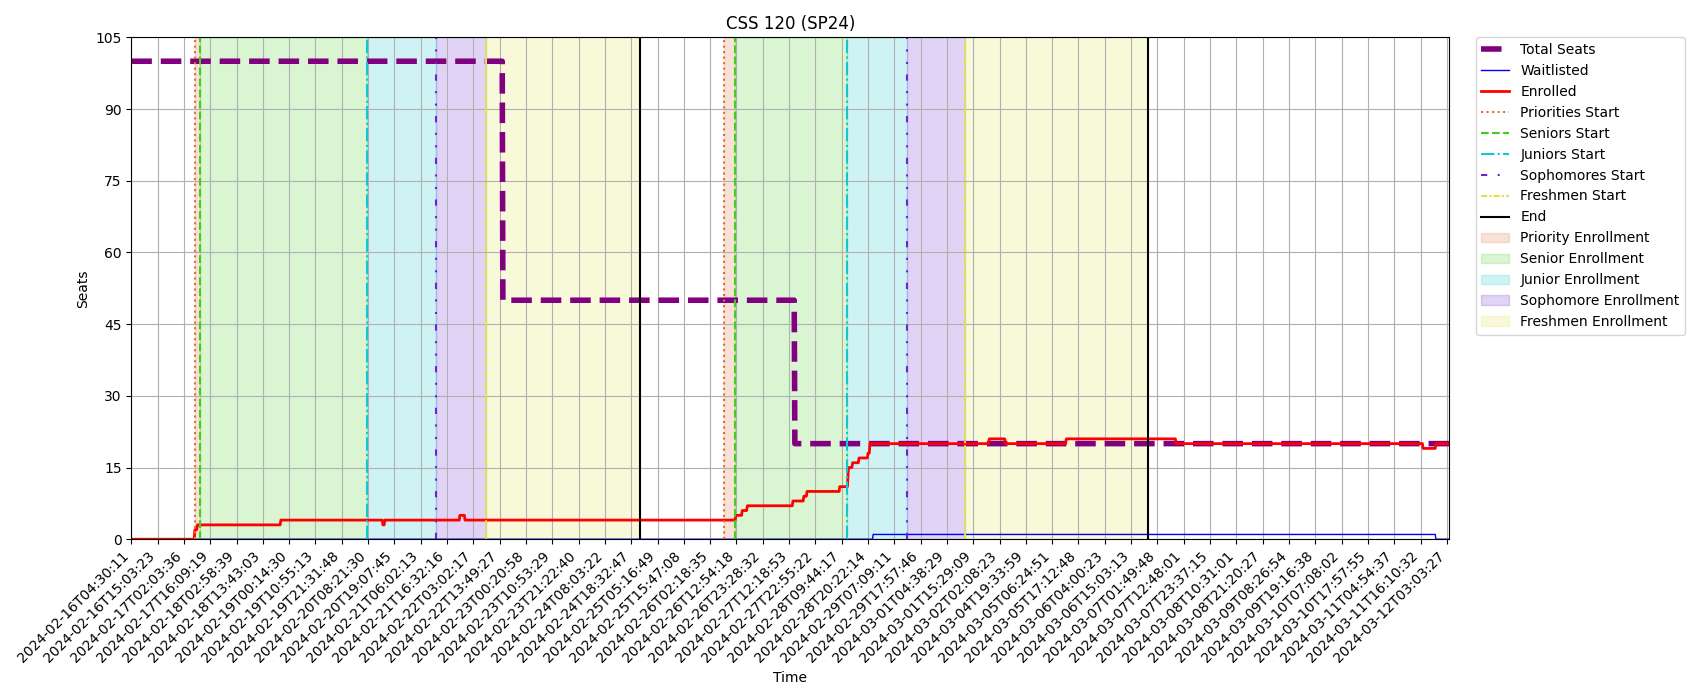 CSS 120 (SP24)
105
90
75
60
45
30
15
0
Seats
2024-02-16T04:30:11
2024-02-16T15:03:23
2024-02-17T02:03:36
2024-02-17T16:09:19
2024-02-18T02:58:39
2024-02-18T13:43:03
2024-02-19T00:14:30
2024-02-19T10:55:13
2024-02-19T21:31:48
2024-02-20T08:21:30
2024-02-20T19:07:45
2024-02-21T06:02:13
2024-02-21T16:32:16
2024-02-22T03:02:17
2024-02-22T13:49:27
2024-02-23T00:20:58
2024-02-23T10:53:29
2024-02-23T21:22:40
2024-02-24T08:03:22
2024-02-24T18:32:47
2024-02-25T05:16:49
2024-02-25T15:47:08
2024-02-26T02:18:35
2024-02-26T12:54:18
2024-02-26T23:28:32
2024-02-27T12:18:53
2024-02-27T22:55:22
2024-02-28T09:44:17
2024-02-28T20:22:14
2024-02-29T07:09:11
2024-02-29T17:57:46
2024-03-01T04:38:29
2024-03-01T15:29:09
2024-03-02T02:08:23
2024-03-04T19:33:59
2024-03-05T06:24:51
2024-03-05T17:12:48
2024-03-06T04:00:23
2024-03-06T15:03:13
2024-03-07T01:49:48
2024-03-07T12:48:01
2024-03-07T23:37:15
2024-03-08T10:31:01
2024-03-08T21:20:27
2024-03-09T08:26:54
2024-03-09T19:16:38
2024-03-10T07:08:02
2024-03-10T17:57:55
2024-03-11T04:54:37
2024-03-11T16:10:32
2024-03-12T03:03:27
Time
Total Seats
Waitlisted
Enrolled
Priorities Start
Seniors Start
Juniors Start
Sophomores Start
Freshmen Start
End
Priority Enrollment
Senior Enrollment
Junior Enrollment
Sophomore Enrollment
Freshmen Enrollment